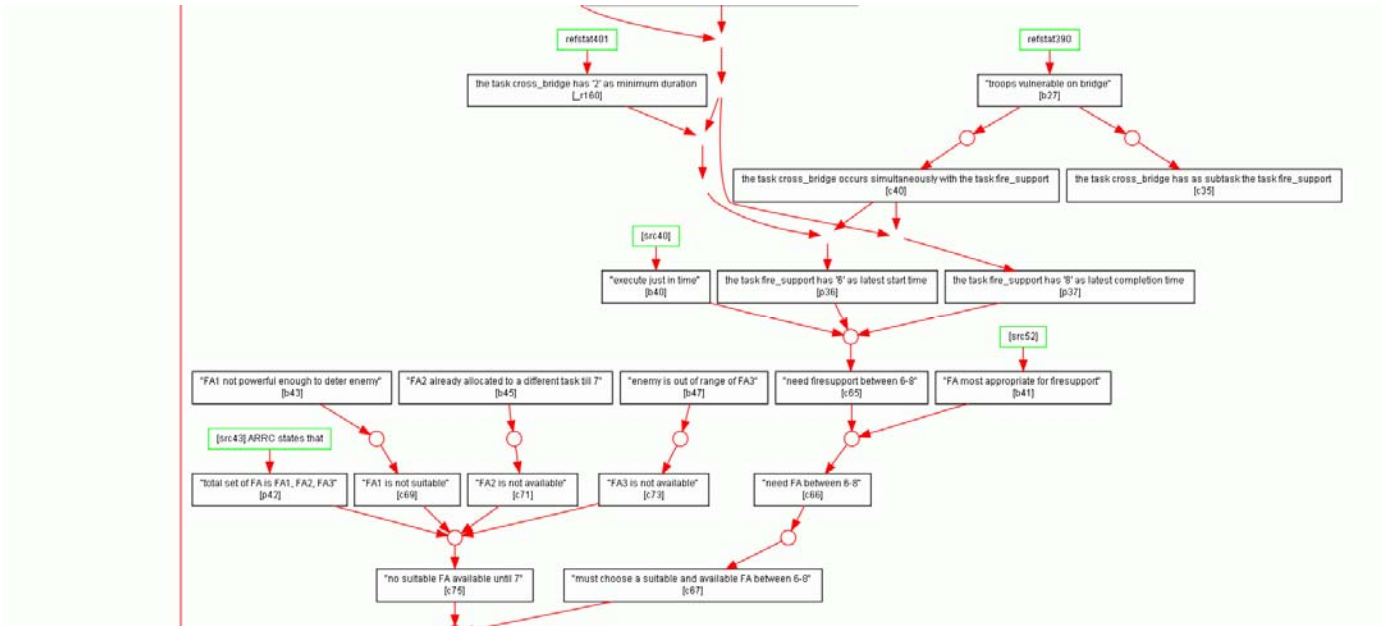 refstat401
refstat390
the task cross_bridge has '2' as minimum duration
[_r160]
"troops vulnerable on bridge"
[b27]
the task cross_bridge occurs simultaneously with the task fire_support
[c40]
the task cross_bridge has as subtask the task fire_support
[c35]
[src40]
"execute just in time"
[b40]
the task fire_support has '6' as latest start time
[p36]
the task fire_support has '8' as latest completion time
[p37]
[src52]
"FA1 not powerful enough to deter enemy"
[b43]
"FA2 already allocated to a different task till 7"
[b45]
"enemy is out of range of FA3"
[b47]
"need firesupport between 6-8"
[c65]
"FA most appropriate for firesupport"
[b41]
[src43] ARRC states that
"total set of FA is FA1, FA2, FA3"
[p42]
"FA1 is not suitable"
[c69]
"FA2 is not available"
[c71]
"FA3 is not available"
[c73]
"need FA between 6-8"
[c66]
"no suitable FA available until 7"
[c75]
"must choose a suitable and available FA between 6-8"
[c67]